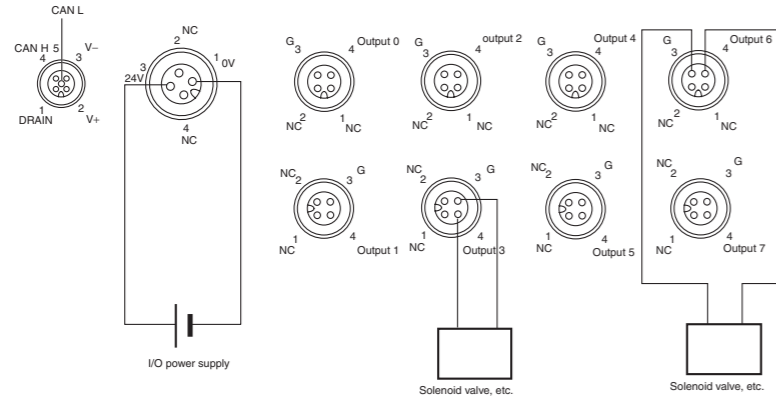 CAN L
CAN H 5 V–
4 3
1 2
DRAIN V+
NC
2
3 1 0V
24V
4
NC
I/O power supply
G
3 4 Output 0
NC 2 1 NC
G
3 4 output 2
NC 2 1 NC
G
3 4 Output 4
NC 2 1 NC
G
3 4 Output 6
NC 2 1 NC
NC 2 3 G
1 4
NC Output 1
NC 2 3 G
1 4
NC Output 3
NC 2 3 G
1 4
NC Output 5
NC 2 3 G
1 4
NC Output 7
Solenoid valve, etc.
Solenoid valve, etc.